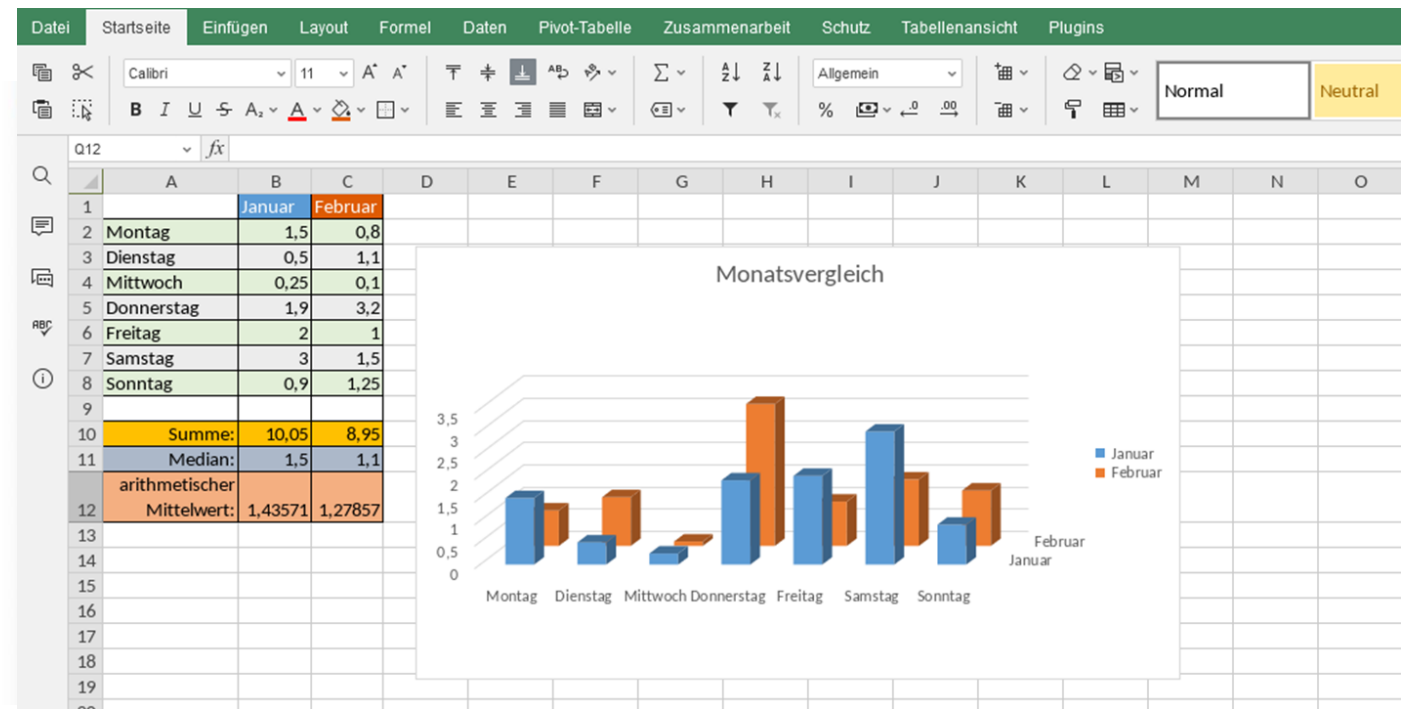 Datei Startseite Einfügen Layout Formel Daten Pivot-Tabelle Zusammenarbeit Schutz Tabellenansicht Plugins
Calibri 11 Allgemein
Normal Neutral
Q12 fx
A B C D E F G H I J K L M N O
1 Januar Februar
2 Montag 1,5 0,8
3 Dienstag 0,5 1,1
4 Mittwoch 0,25 0,1
5 Donnerstag 1,9 3,2
6 Freitag 2 1
7 Samstag 3 1,5
8 Sonntag 0,9 1,25
9
10 Summe: 10,05 8,95
11 Median: 1,5 1,1
arithmetischer
12 Mittelwert: 1,43571 1,27857
13
14
15
16
17
18
19
Monatsvergleich
3,5
3
2,5
2
1,5
1
0,5
0
Montag Dienstag Mittwoch Donnerstag Freitag Samstag Sonntag
Februar
Januar
Januar
Februar